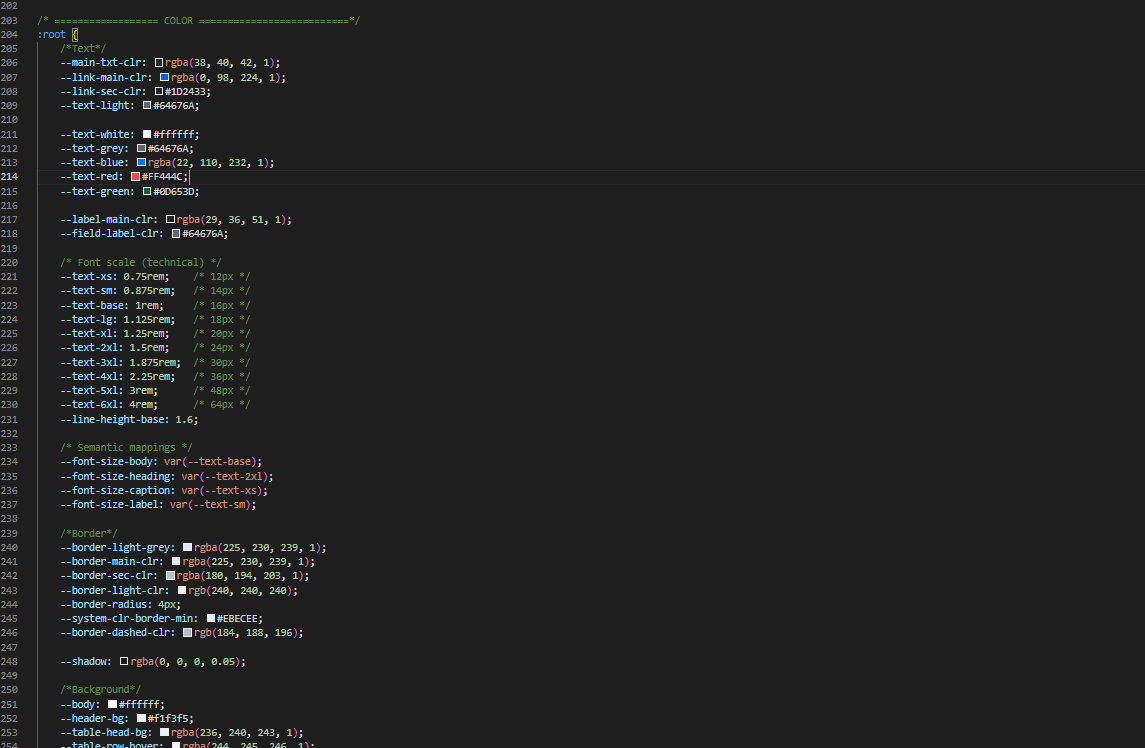 202
203 /* ================== COLOR ==========================*/
204 :root {
205 /*Text*/
206 --main-txt-clr: rgba(38, 40, 42, 1);
207 --link-main-clr: rgba(0, 98, 224, 1);
208 --link-sec-clr: #1D2433;
209 --text-light: #64676A;
210
211 --text-white: #ffffff;
212 --text-grey: #64676A;
213 --text-blue: rgba(22, 110, 232, 1);
214 --text-red: #FF444C;
215 --text-green: #0D653D;
216
217 --label-main-clr: rgba(29, 36, 51, 1);
218 --field-label-clr: #64676A;
219
220 /* Font scale (technical) */
221 --text-xs: 0.75rem; /* 12px */
222 --text-sm: 0.875rem; /* 14px */
223 --text-base: 1rem; /* 16px */
224 --text-lg: 1.125rem; /* 18px */
225 --text-xl: 1.25rem; /* 20px */
226 --text-2xl: 1.5rem; /* 24px */
227 --text-3xl: 1.875rem; /* 30px */
228 --text-4xl: 2.25rem; /* 36px */
229 --text-5xl: 3rem; /* 48px */
230 --text-6xl: 4rem; /* 64px */
231 --line-height-base: 1.6;
232
233 /* Semantic mappings */
234 --font-size-body: var(--text-base);
235 --font-size-heading: var(--text-2xl);
236 --font-size-caption: var(--text-xs);
237 --font-size-label: var(--text-sm);
238
239 /*Border*/
240 --border-light-grey: rgba(225, 230, 239, 1);
241 --border-main-clr: rgba(225, 230, 239, 1);
242 --border-sec-clr: rgba(180, 194, 203, 1);
243 --border-light-clr: rgb(240, 240, 240);
244 --border-radius: 4px;
245 --system-clr-border-min: #EBECEE;
246 --border-dashed-clr: rgb(184, 188, 196);
247
248 --shadow: rgba(0, 0, 0, 0.05);
249
250 /*Background*/
251 --body: #ffffff;
252 --header-bg: #f1f3f5;
253 --table-head-bg: rgba(236, 240, 243, 1);
254 --table-row-hover: rgba(244, 245, 246, 1);